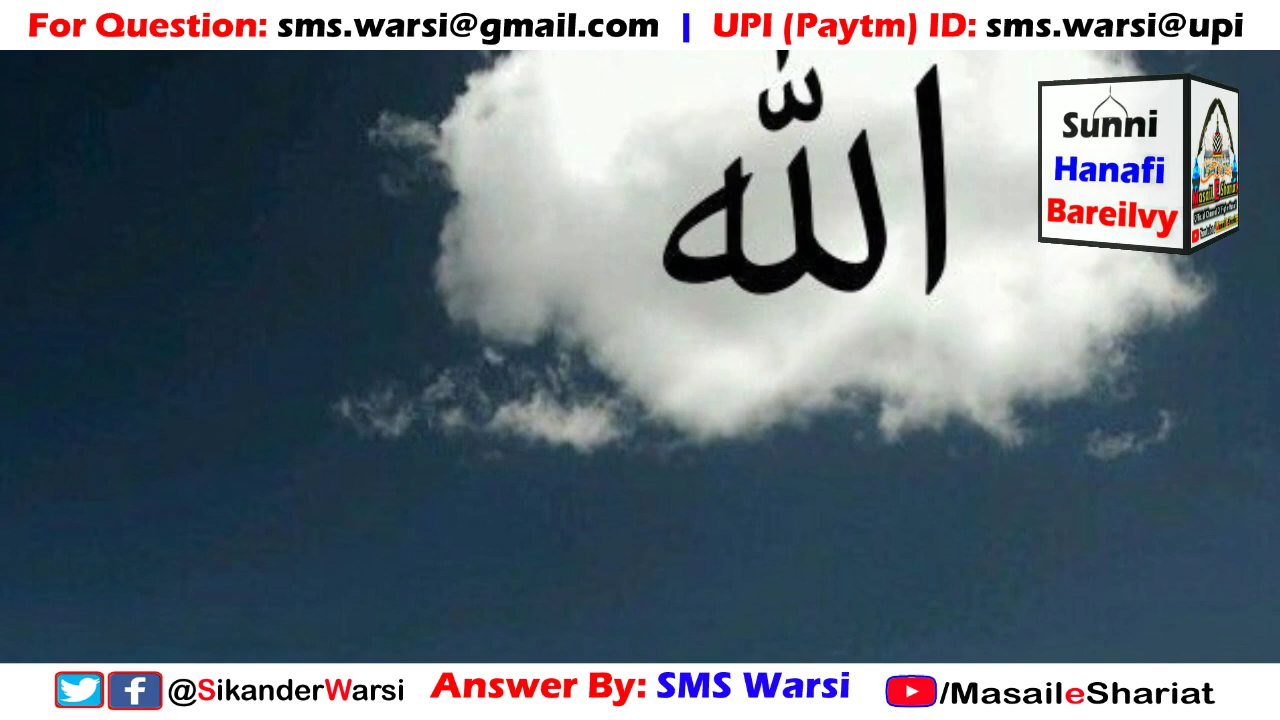 For Question: sms.warsi@gmail.com | UPI (Paytm) ID: sms.warsi@upi
الله
Sunni
Hanafi
Bareilvy
@SikanderWarsi
Answer By: SMS Warsi
/MasaileShariat